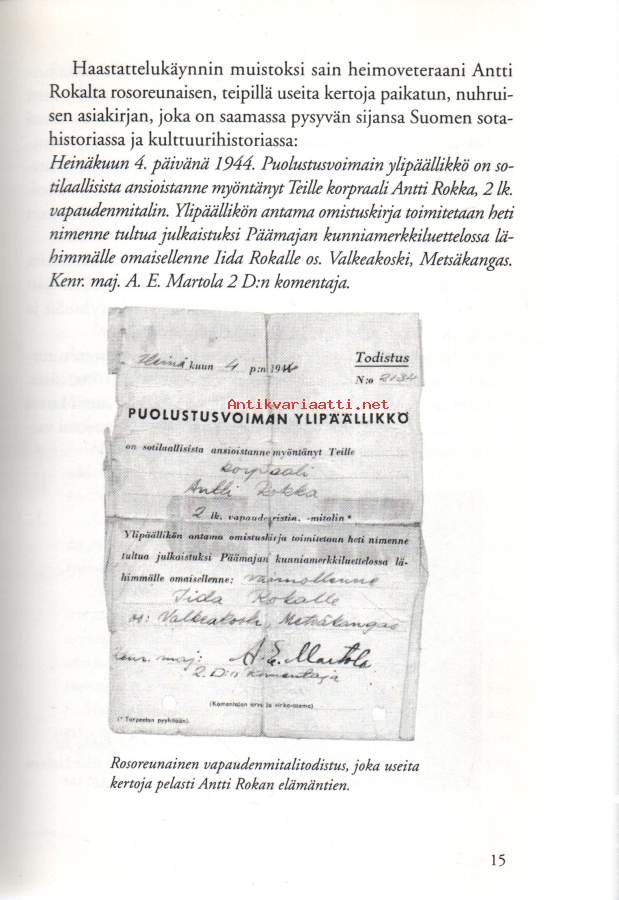 Haastattelukäynnin muistoksi sain heimoveteraani Antti
Rokalta rosoreunaisen, teipillä useita kertoja paikatun, nuhrui-
sen asiakirjan, joka on saamassa pysyvän sijansa Suomen sota-
historiassa ja kulttuurihistoriassa:
Heinäkuun 4. päivänä 1944. Puolustusvoimain ylipäällikkö on so-
tilaallisista ansioistanne myöntänyt Teille korpraali Antti Rokka, 2 lk.
vapaudenmitalin. Ylipäällikön antama omistuskirja toimitetaan heti
nimenne tultua julkaistuksi Päämajan kunniamerkkiluettelossa lä-
himmälle omaisellenne Iida Rokalle os. Valkeakoski, Metsäkangas.
Kenr. maj. A. E. Martola 2 D:n komentaja.
Heinä kuun 4 p:nä 1944
Todistus
N:o 2134
Antikvariaatti.net
PUOLUSTUSVOIMAN YLIPÄÄLLIKKÖ
on sotilaallisista ansioistanne myöntänyt Teille
korpraali
Antti Rokka
2 lk. vapaudenristin, -mitalin*
Ylipäällikön antama omistuskirja toimitetaan heti nimenne
tultua julkaistuksi Päämajan kunniamerkkiluettelossa lä-
himmälle omaisellenne: vaimollenne
Iida Rokalle
os: Valkeakoski, Metsäkangas
Kenr. maj: A.E. Martola
2. D:n komentaja
(Komentajan arvo ja virka-asema)
(* Tarpeeton pyyhitään).
Rosoreunainen vapaudenmitalitodistus, joka useita
kertoja pelasti Antti Rokan elämäntien.
15